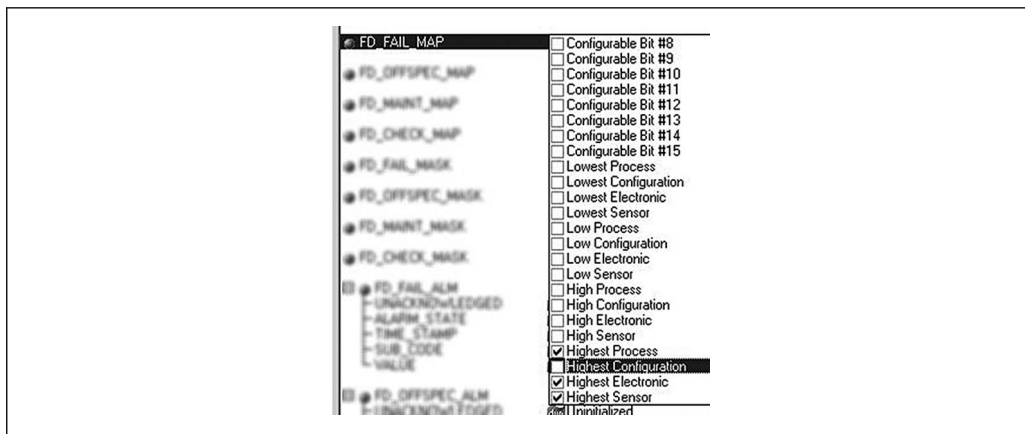 FD_FAIL_MAP
FD_OFFSPEC_MAP
FD_MAINT_MAP
FD_CHECK_MAP
FD_FAIL_MASK
FD_OFFSPEC_MASK
FD_MAINT_MASK
FD_CHECK_MASK
FD_FAIL_ALM
UNACKNOWLEDGED
ALARM_STATE
TIME_STAMP
SUB_CODE
VALUE
FD_OFFSPEC_ALM
UNACKNOWLEDGED
Configurable Bit #8
Configurable Bit #9
Configurable Bit #10
Configurable Bit #11
Configurable Bit #12
Configurable Bit #13
Configurable Bit #14
Configurable Bit #15
Lowest Process
Lowest Configuration
Lowest Electronic
Lowest Sensor
Low Process
Low Configuration
Low Electronic
Low Sensor
High Process
High Configuration
High Electronic
High Sensor
Highest Process
Highest Configuration
Highest Electronic
Highest Sensor
Uninitialized